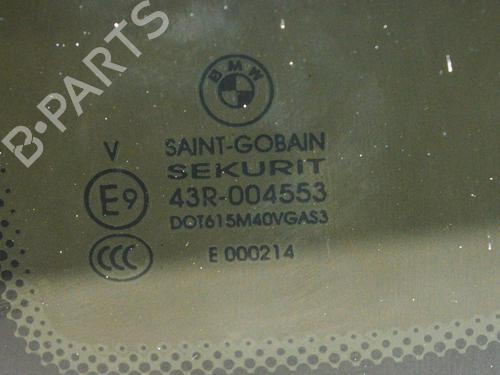 B-PARTS
BMW
V SAINT-GOBAIN
SEKURIT
E9 43R-004553
DOT615M40VGAS3
CCC E 000214